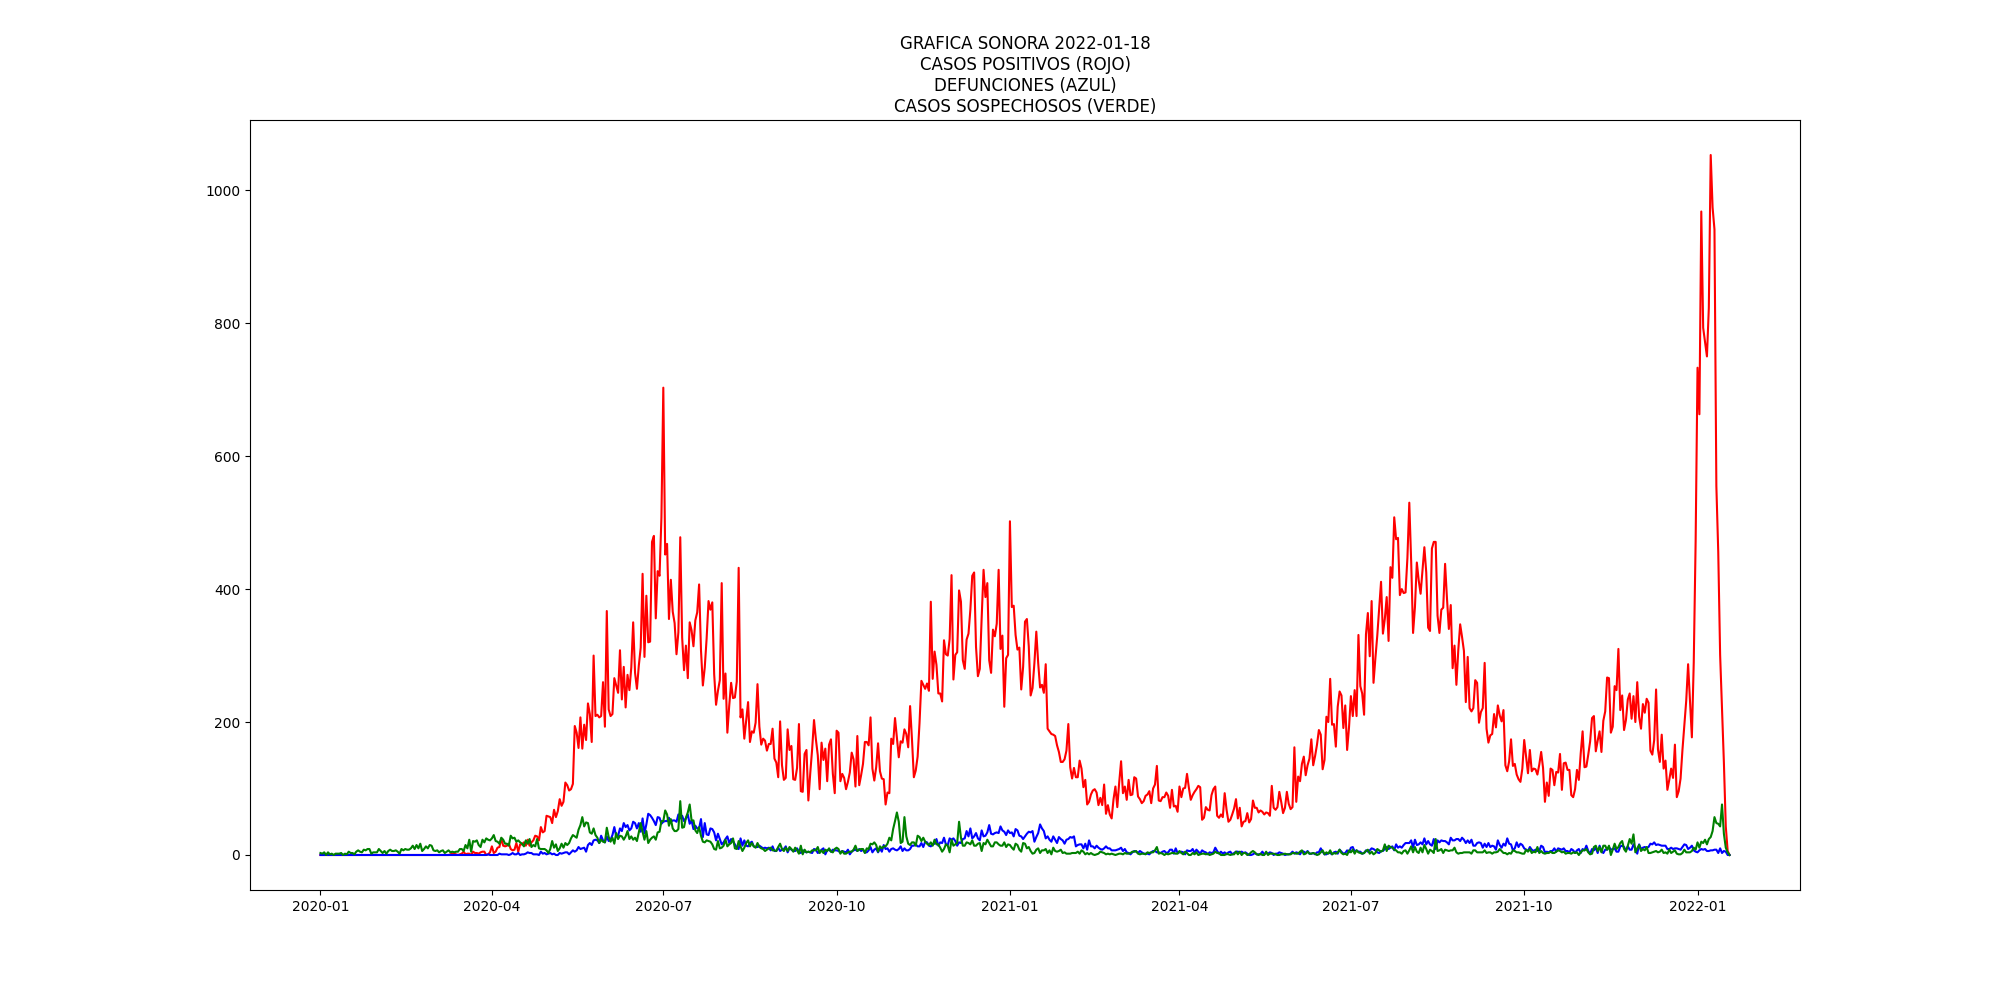 GRAFICA SONORA 2022-01-18
CASOS POSITIVOS (ROJO)
DEFUNCIONES (AZUL)
CASOS SOSPECHOSOS (VERDE)
1000
800
600
400
200
0
2020-01 2020-04 2020-07 2020-10 2021-01 2021-04 2021-07 2021-10 2022-01